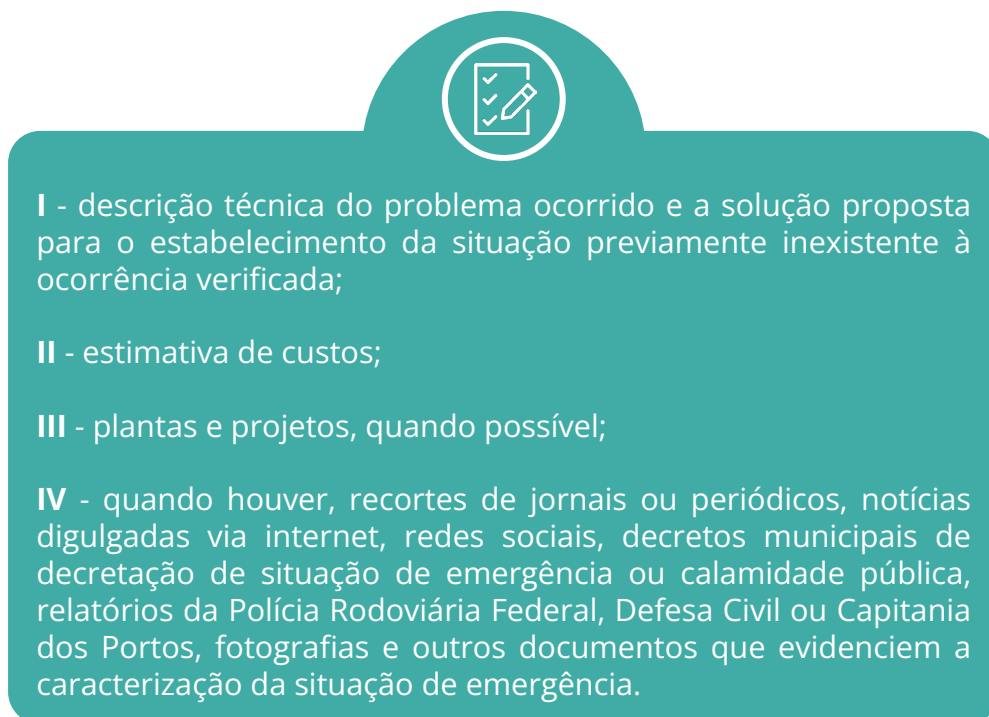 I - descrição técnica do problema ocorrido e a solução proposta
para o estabelecimento da situação previamente inexistente à
ocorrência verificada;
II - estimativa de custos;
III - plantas e projetos, quando possível;
IV - quando houver, recortes de jornais ou periódicos, notícias
digulgadas via internet, redes sociais, decretos municipais de
decretação de situação de emergência ou calamidade pública,
relatórios da Polícia Rodoviária Federal, Defesa Civil ou Capitania
dos Portos, fotografias e outros documentos que evidenciem a
caracterização da situação de emergência.